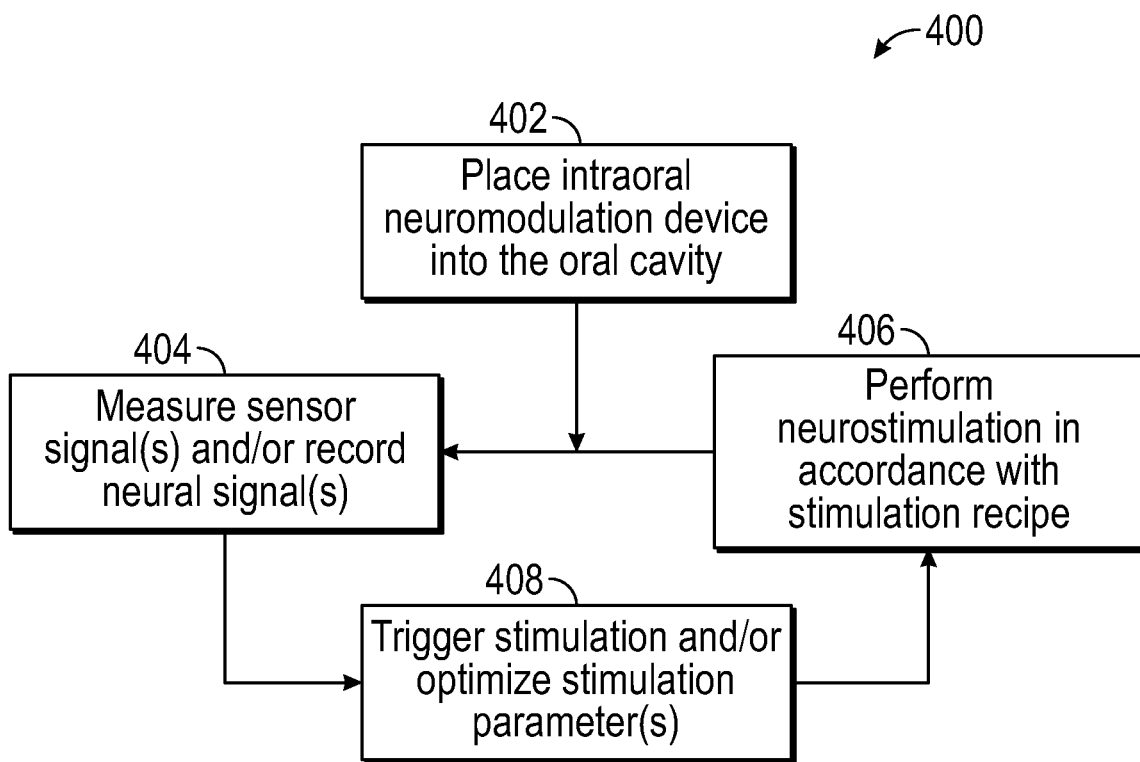 400
402
Place intraoral
neuromodulation device
into the oral cavity
404
Measure sensor
signal(s) and/or record
neural signal(s)
406
Perform
neurostimulation in
accordance with
stimulation recipe
408
Trigger stimulation and/or
optimize stimulation
parameter(s)